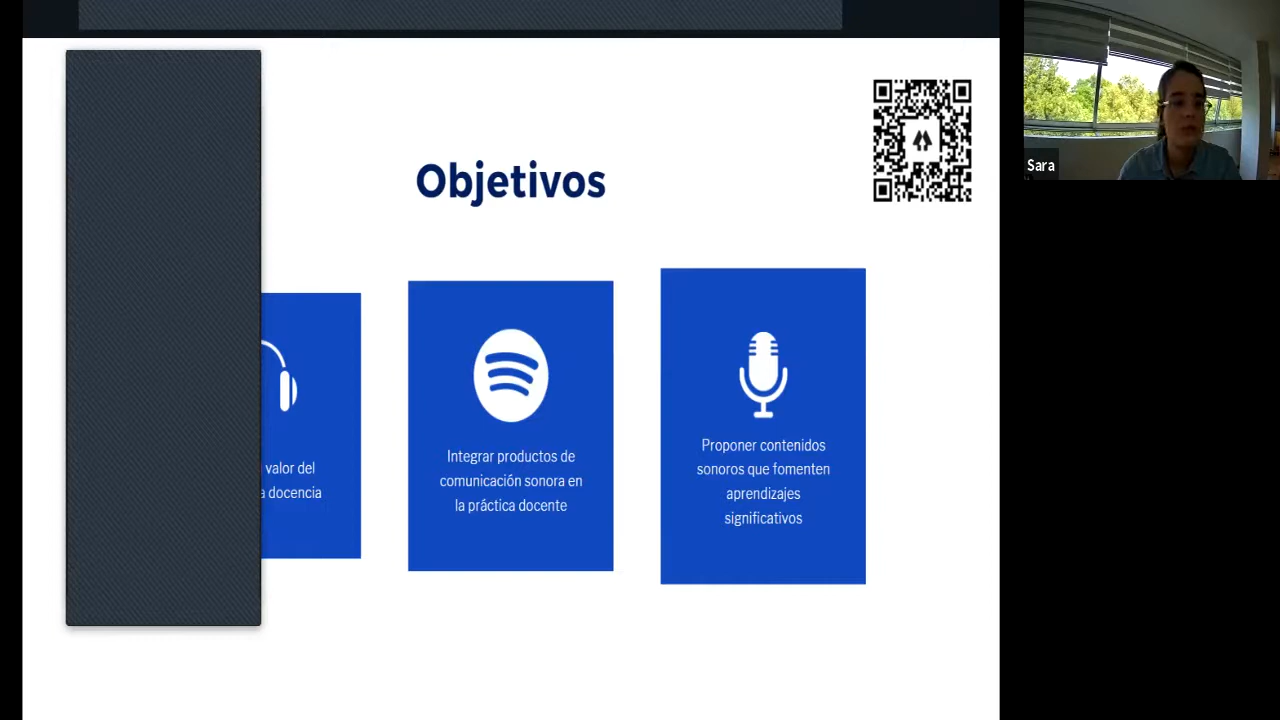 Objetivos
valor del
a docencia
Integrar productos de
comunicación sonora en
la práctica docente
Proponer contenidos
sonoros que fomenten
aprendizajes
significativos
Sara